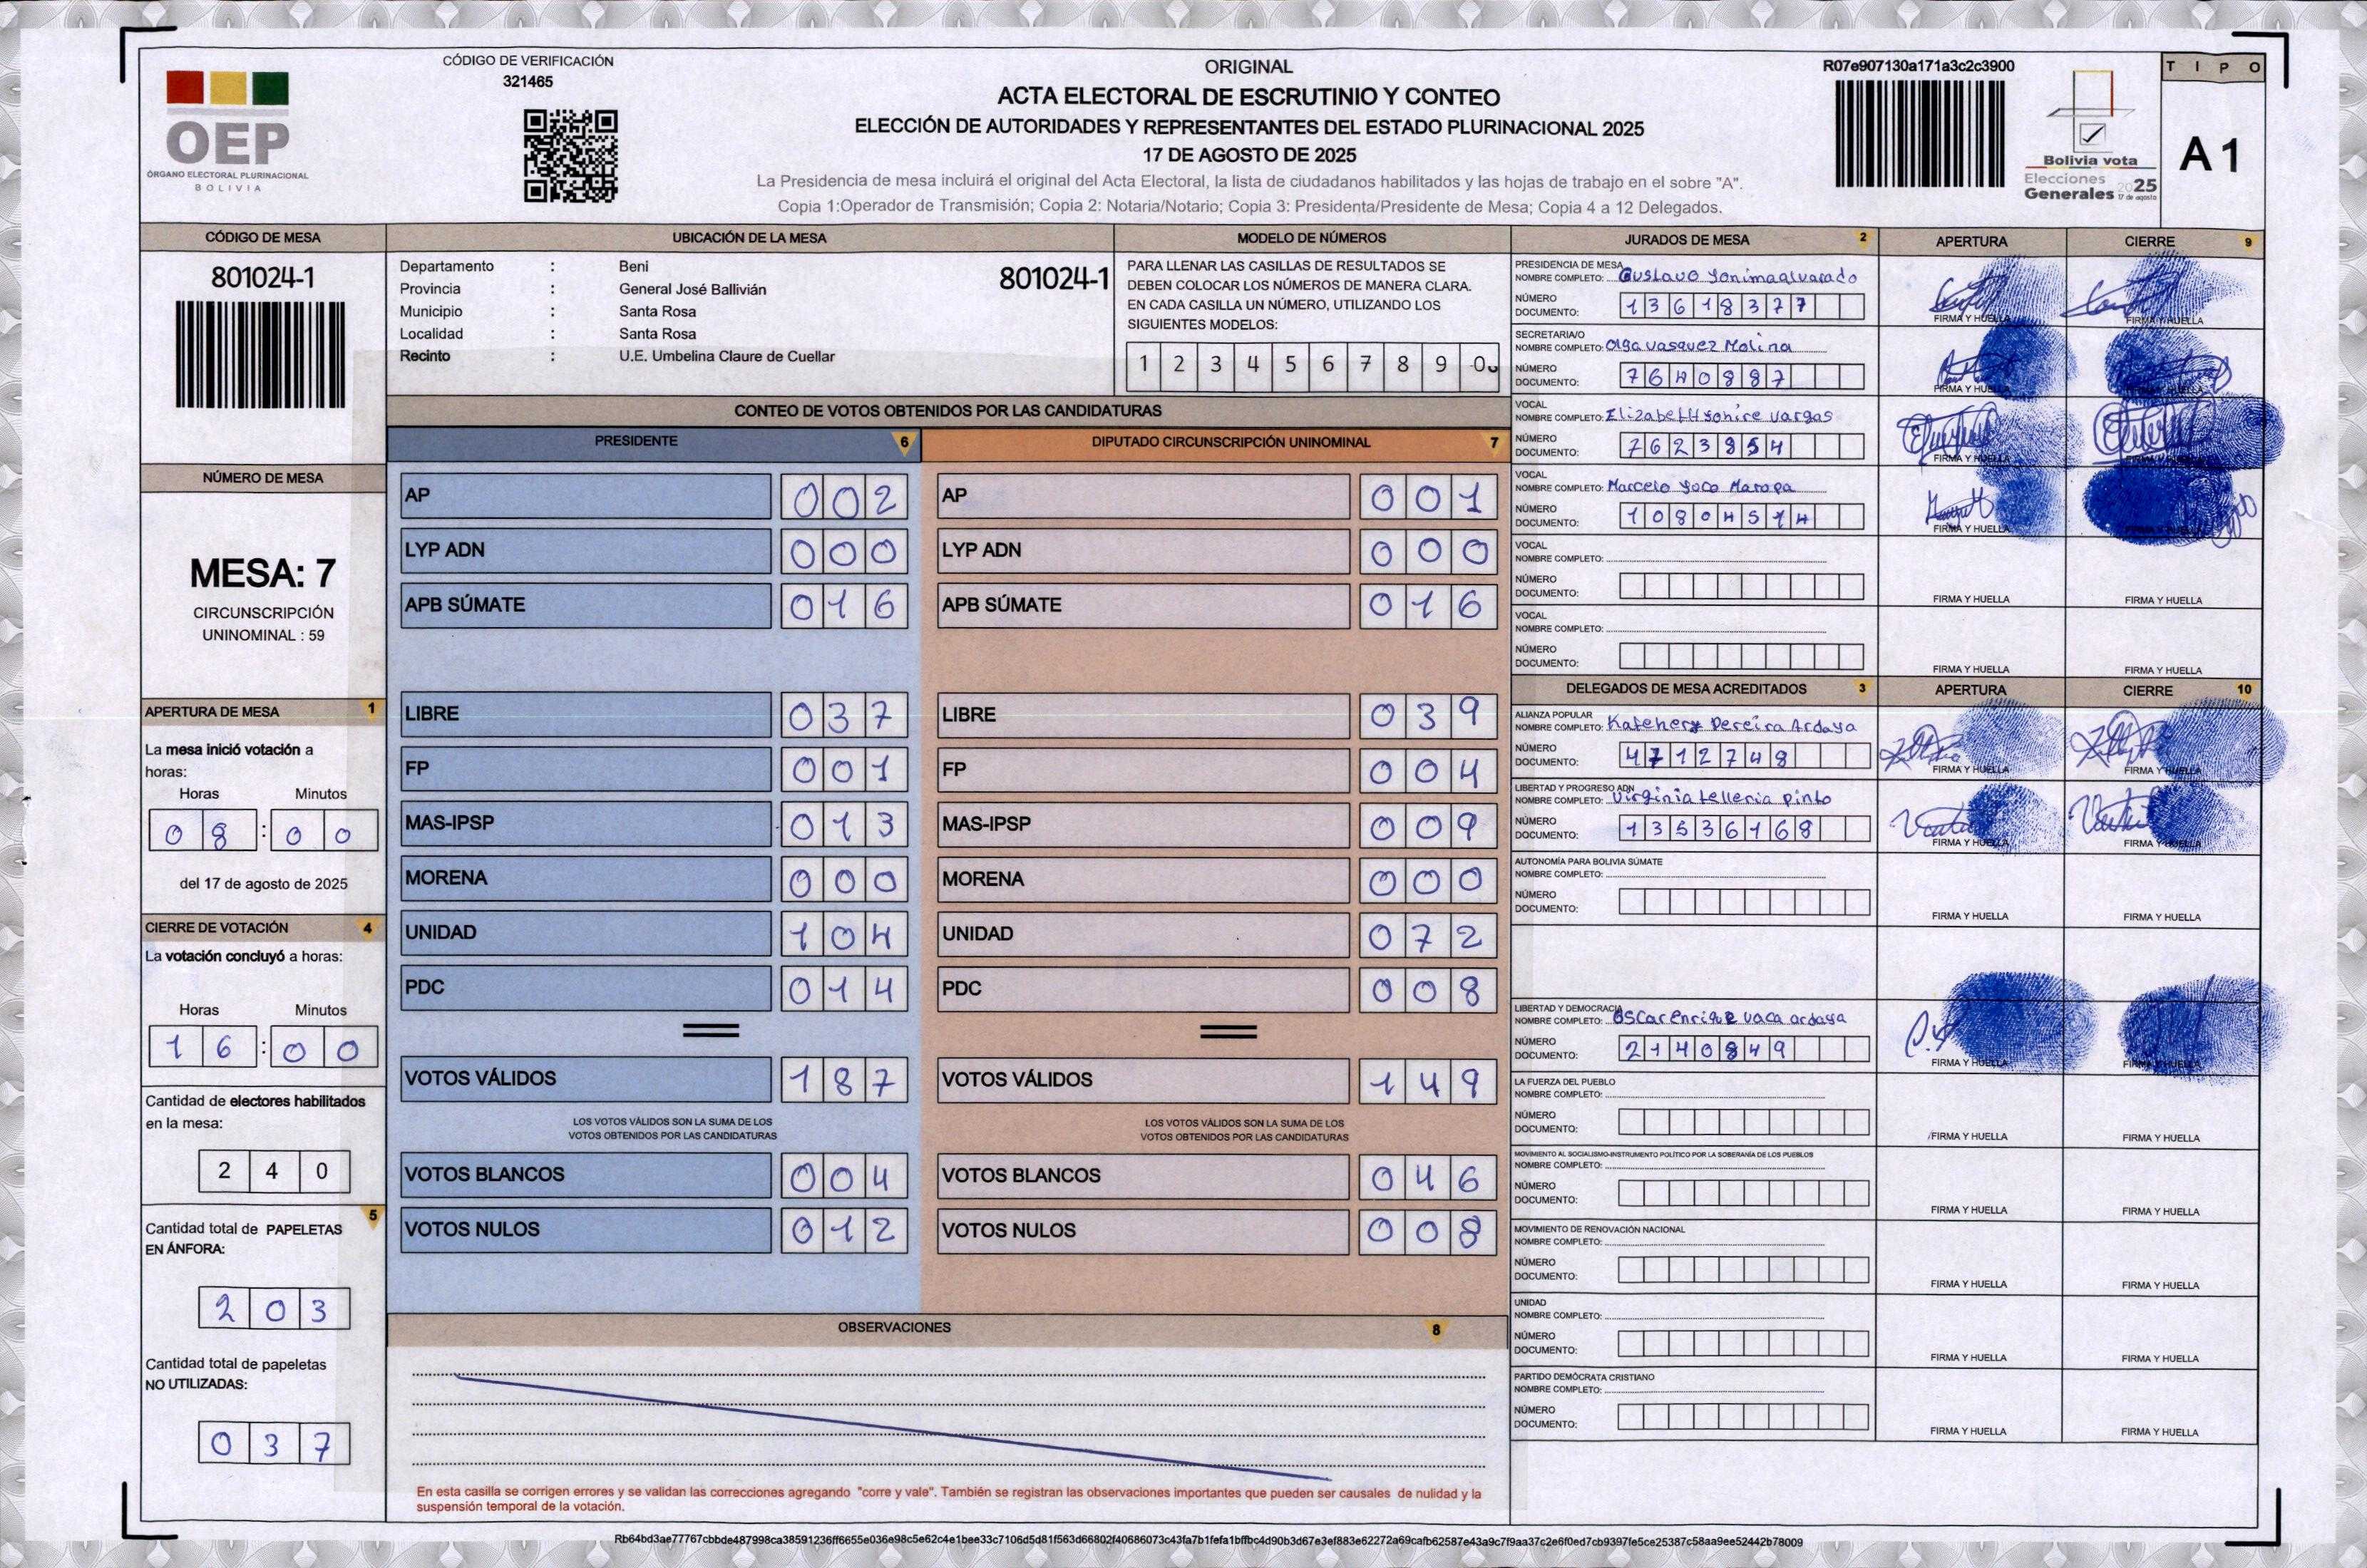 CÓDIGO DE VERIFICACIÓN
321465
OEP
ÓRGANO ELECTORAL PLURINACIONAL
BOLIVIA
ORIGINAL
ACTA ELECTORAL DE ESCRUTINIO Y CONTEO
ELECCIÓN DE AUTORIDADES Y REPRESENTANTES DEL ESTADO PLURINACIONAL 2025
17 DE AGOSTO DE 2025
La Presidencia de mesa incluirá el original del Acta Electoral, la lista de ciudadanos habilitados y las hojas de trabajo en el sobre "A".
Copia 1:Operador de Transmisión; Copia 2: Notaria/Notario; Copia 3: Presidenta/Presidente de Mesa; Copia 4 a 12 Delegados.
R07e907130a171a3c2c3900
Bolivia vota
Elecciones
Generales 2025
17 de agosto
TIPO
A1
CÓDIGO DE MESA
801024-1
NÚMERO DE MESA
MESA: 7
CIRCUNSCRIPCIÓN
UNINOMINAL : 59
APERTURA DE MESA 1
La mesa inició votación a
horas:
Horas Minutos
08 : 00
del 17 de agosto de 2025
CIERRE DE VOTACIÓN 4
La votación concluyó a horas:
Horas Minutos
16 : 00
Cantidad de electores habilitados
en la mesa:
240
5
Cantidad total de PAPELETAS
EN ÁNFORA:
203
Cantidad total de papeletas
NO UTILIZADAS:
037
UBICACIÓN DE LA MESA
Departamento : Beni
801024-1
Provincia : General José Ballivián
Municipio : Santa Rosa
Localidad : Santa Rosa
Recinto : U.E. Umbelina Claure de Cuellar
MODELO DE NÚMEROS
PARA LLENAR LAS CASILLAS DE RESULTADOS SE
DEBEN COLOCAR LOS NÚMEROS DE MANERA CLARA.
EN CADA CASILLA UN NÚMERO, UTILIZANDO LOS
SIGUIENTES MODELOS:
1 2 3 4 5 6 7 8 9 0
CONTEO DE VOTOS OBTENIDOS POR LAS CANDIDATURAS
PRESIDENTE 6
AP 002
LYP ADN 000
APB SÚMATE 016
LIBRE 037
FP 001
MAS-IPSP 013
MORENA 000
UNIDAD 104
PDC 014
VOTOS VÁLIDOS 187
LOS VOTOS VÁLIDOS SON LA SUMA DE LOS
VOTOS OBTENIDOS POR LAS CANDIDATURAS
VOTOS BLANCOS 004
VOTOS NULOS 012
DIPUTADO CIRCUNSCRIPCIÓN UNINOMINAL 7
AP 001
LYP ADN 000
APB SÚMATE 016
LIBRE 039
FP 004
MAS-IPSP 009
MORENA 000
UNIDAD 072
PDC 008
VOTOS VÁLIDOS 149
LOS VOTOS VÁLIDOS SON LA SUMA DE LOS
VOTOS OBTENIDOS POR LAS CANDIDATURAS
VOTOS BLANCOS 046
VOTOS NULOS 008
OBSERVACIONES 8
En esta casilla se corrigen errores y se validan las correcciones agregando "corre y vale". También se registran las observaciones importantes que pueden ser causales de nulidad y la
suspensión temporal de la votación.
JURADOS DE MESA 2 APERTURA CIERRE 9
PRESIDENCIA DE MESA
NOMBRE COMPLETO: Gustavo Yonima alvarado
NÚMERO
DOCUMENTO: 13618377
FIRMA Y HUELLA FIRMA Y HUELLA
SECRETARIA/O
NOMBRE COMPLETO: Olga vasquez Molina
NÚMERO
DOCUMENTO: 7640887
FIRMA Y HUELLA FIRMA Y HUELLA
VOCAL
NOMBRE COMPLETO: Elizabeth yonire vargas
NÚMERO
DOCUMENTO: 7623854
FIRMA Y HUELLA FIRMA Y HUELLA
VOCAL
NOMBRE COMPLETO: Marcelo Yoco Maropa
NÚMERO
DOCUMENTO: 10804514
FIRMA Y HUELLA FIRMA Y HUELLA
VOCAL
NOMBRE COMPLETO:
NÚMERO
DOCUMENTO:
FIRMA Y HUELLA FIRMA Y HUELLA
VOCAL
NOMBRE COMPLETO:
NÚMERO
DOCUMENTO:
FIRMA Y HUELLA FIRMA Y HUELLA
DELEGADOS DE MESA ACREDITADOS 3 APERTURA CIERRE 10
ALIANZA POPULAR
NOMBRE COMPLETO: Katehery Pereira Ardaya
NÚMERO
DOCUMENTO: 4712748
FIRMA Y HUELLA FIRMA Y HUELLA
LIBERTAD Y PROGRESO ADN
NOMBRE COMPLETO: Virginia telleria pinto
NÚMERO
DOCUMENTO: 13536168
FIRMA Y HUELLA FIRMA Y HUELLA
AUTONOMÍA PARA BOLIVIA SÚMATE
NOMBRE COMPLETO:
NÚMERO
DOCUMENTO:
FIRMA Y HUELLA FIRMA Y HUELLA
LIBERTAD Y DEMOCRACIA
NOMBRE COMPLETO: Oscar enrique vaca ardaya
NÚMERO
DOCUMENTO: 2140849
FIRMA Y HUELLA FIRMA Y HUELLA
LA FUERZA DEL PUEBLO
NOMBRE COMPLETO:
NÚMERO
DOCUMENTO:
FIRMA Y HUELLA FIRMA Y HUELLA
MOVIMIENTO AL SOCIALISMO-INSTRUMENTO POLÍTICO POR LA SOBERANÍA DE LOS PUEBLOS
NOMBRE COMPLETO:
NÚMERO
DOCUMENTO:
FIRMA Y HUELLA FIRMA Y HUELLA
MOVIMIENTO DE RENOVACIÓN NACIONAL
NOMBRE COMPLETO:
NÚMERO
DOCUMENTO:
FIRMA Y HUELLA FIRMA Y HUELLA
UNIDAD
NOMBRE COMPLETO:
NÚMERO
DOCUMENTO:
FIRMA Y HUELLA FIRMA Y HUELLA
PARTIDO DEMÓCRATA CRISTIANO
NOMBRE COMPLETO:
NÚMERO
DOCUMENTO:
FIRMA Y HUELLA FIRMA Y HUELLA